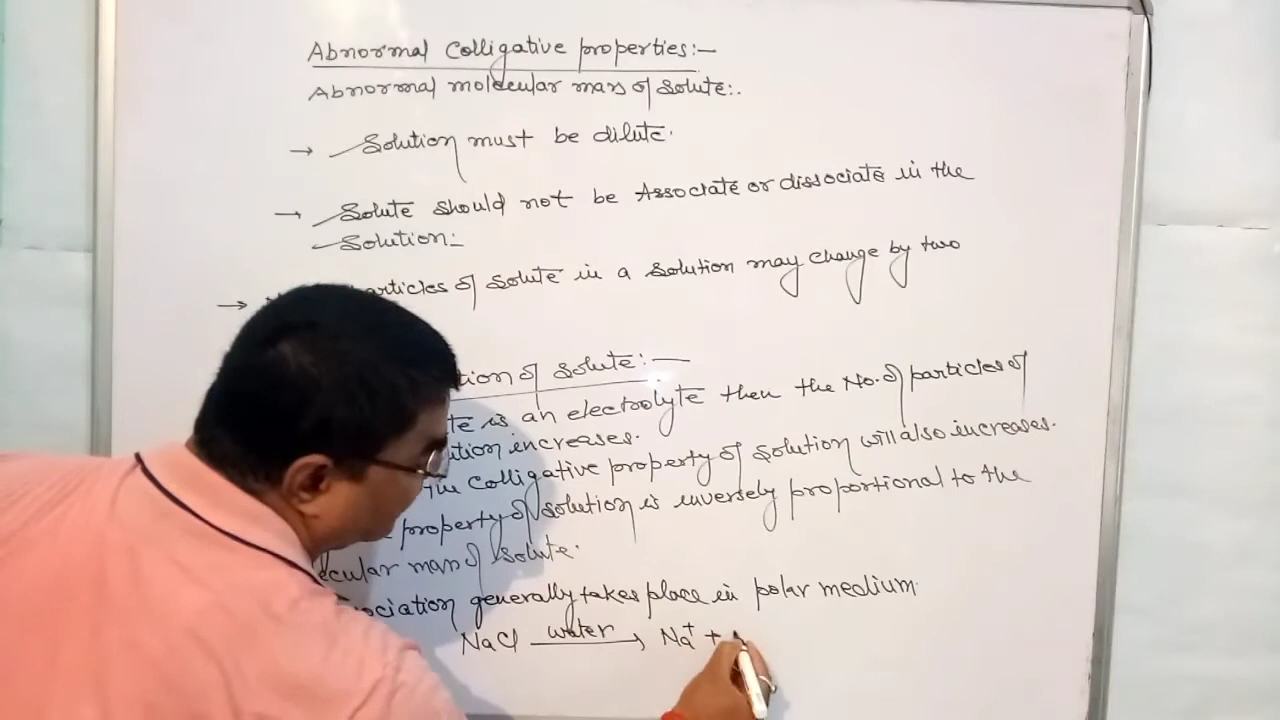 Abnormal Colligative properties:-
Abnormal molecular mass of solute:.
→ Solution must be dilute.
→ Solute should not be Associate or dissociate in the
Solution:-
→ articles of solute in a solution may change by two
tion of solute:-
te is an electrolyte then the No. of particles of
ution increases.
The Colligative property of solution will also increases.
property of solution is inversely proportional to the
ecular mass of solute.
ociation generally takes place in polar medium.
NaCl water → Na+ +